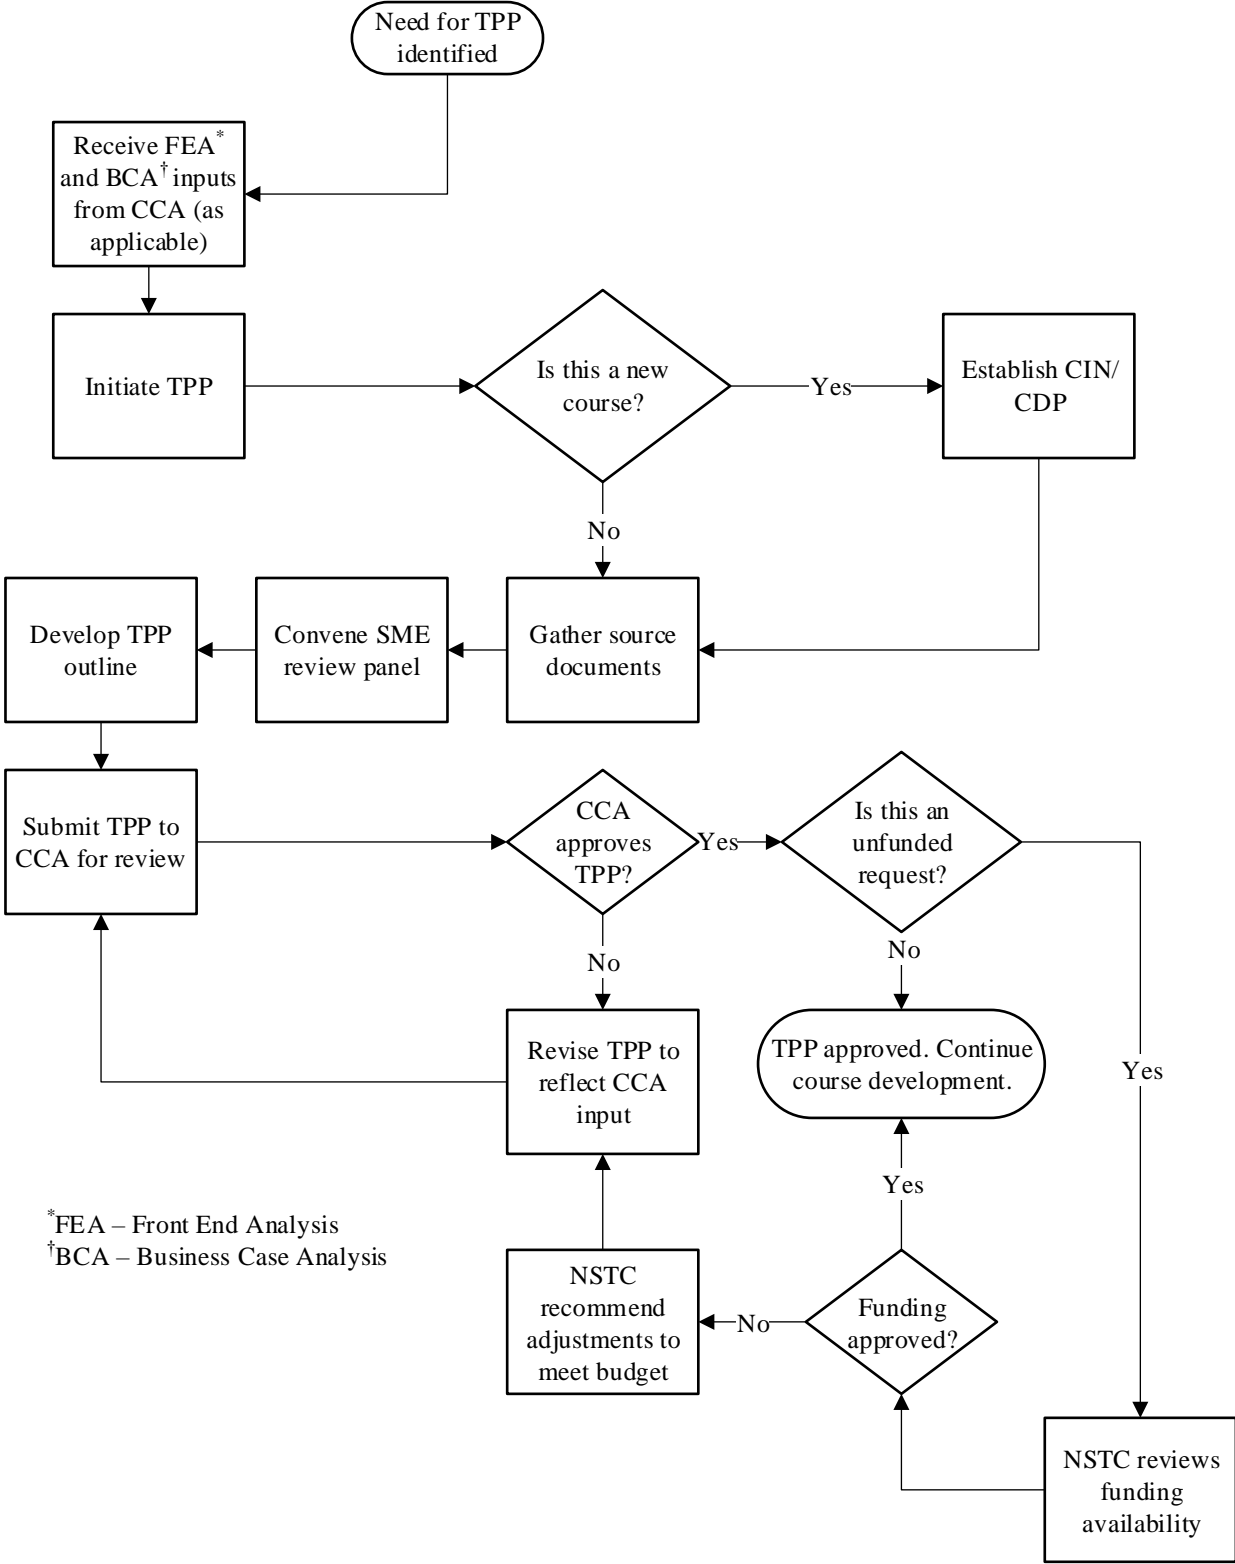 Need for TPP
identified
Receive FEA*
and BCA† inputs
from CCA (as
applicable)
Initiate TPP
Is this a new
course?
Yes
Establish CIN/
CDP
No
Develop TPP
outline
Convene SME
review panel
Gather source
documents
Submit TPP to
CCA for review
CCA
approves
TPP?
Yes
Is this an
unfunded
request?
No
No
Revise TPP to
reflect CCA
input
TPP approved. Continue
course development.
Yes
Yes
*FEA – Front End Analysis
†BCA – Business Case Analysis
NSTC
recommend
adjustments to
meet budget
No
Funding
approved?
NSTC reviews
funding
availability